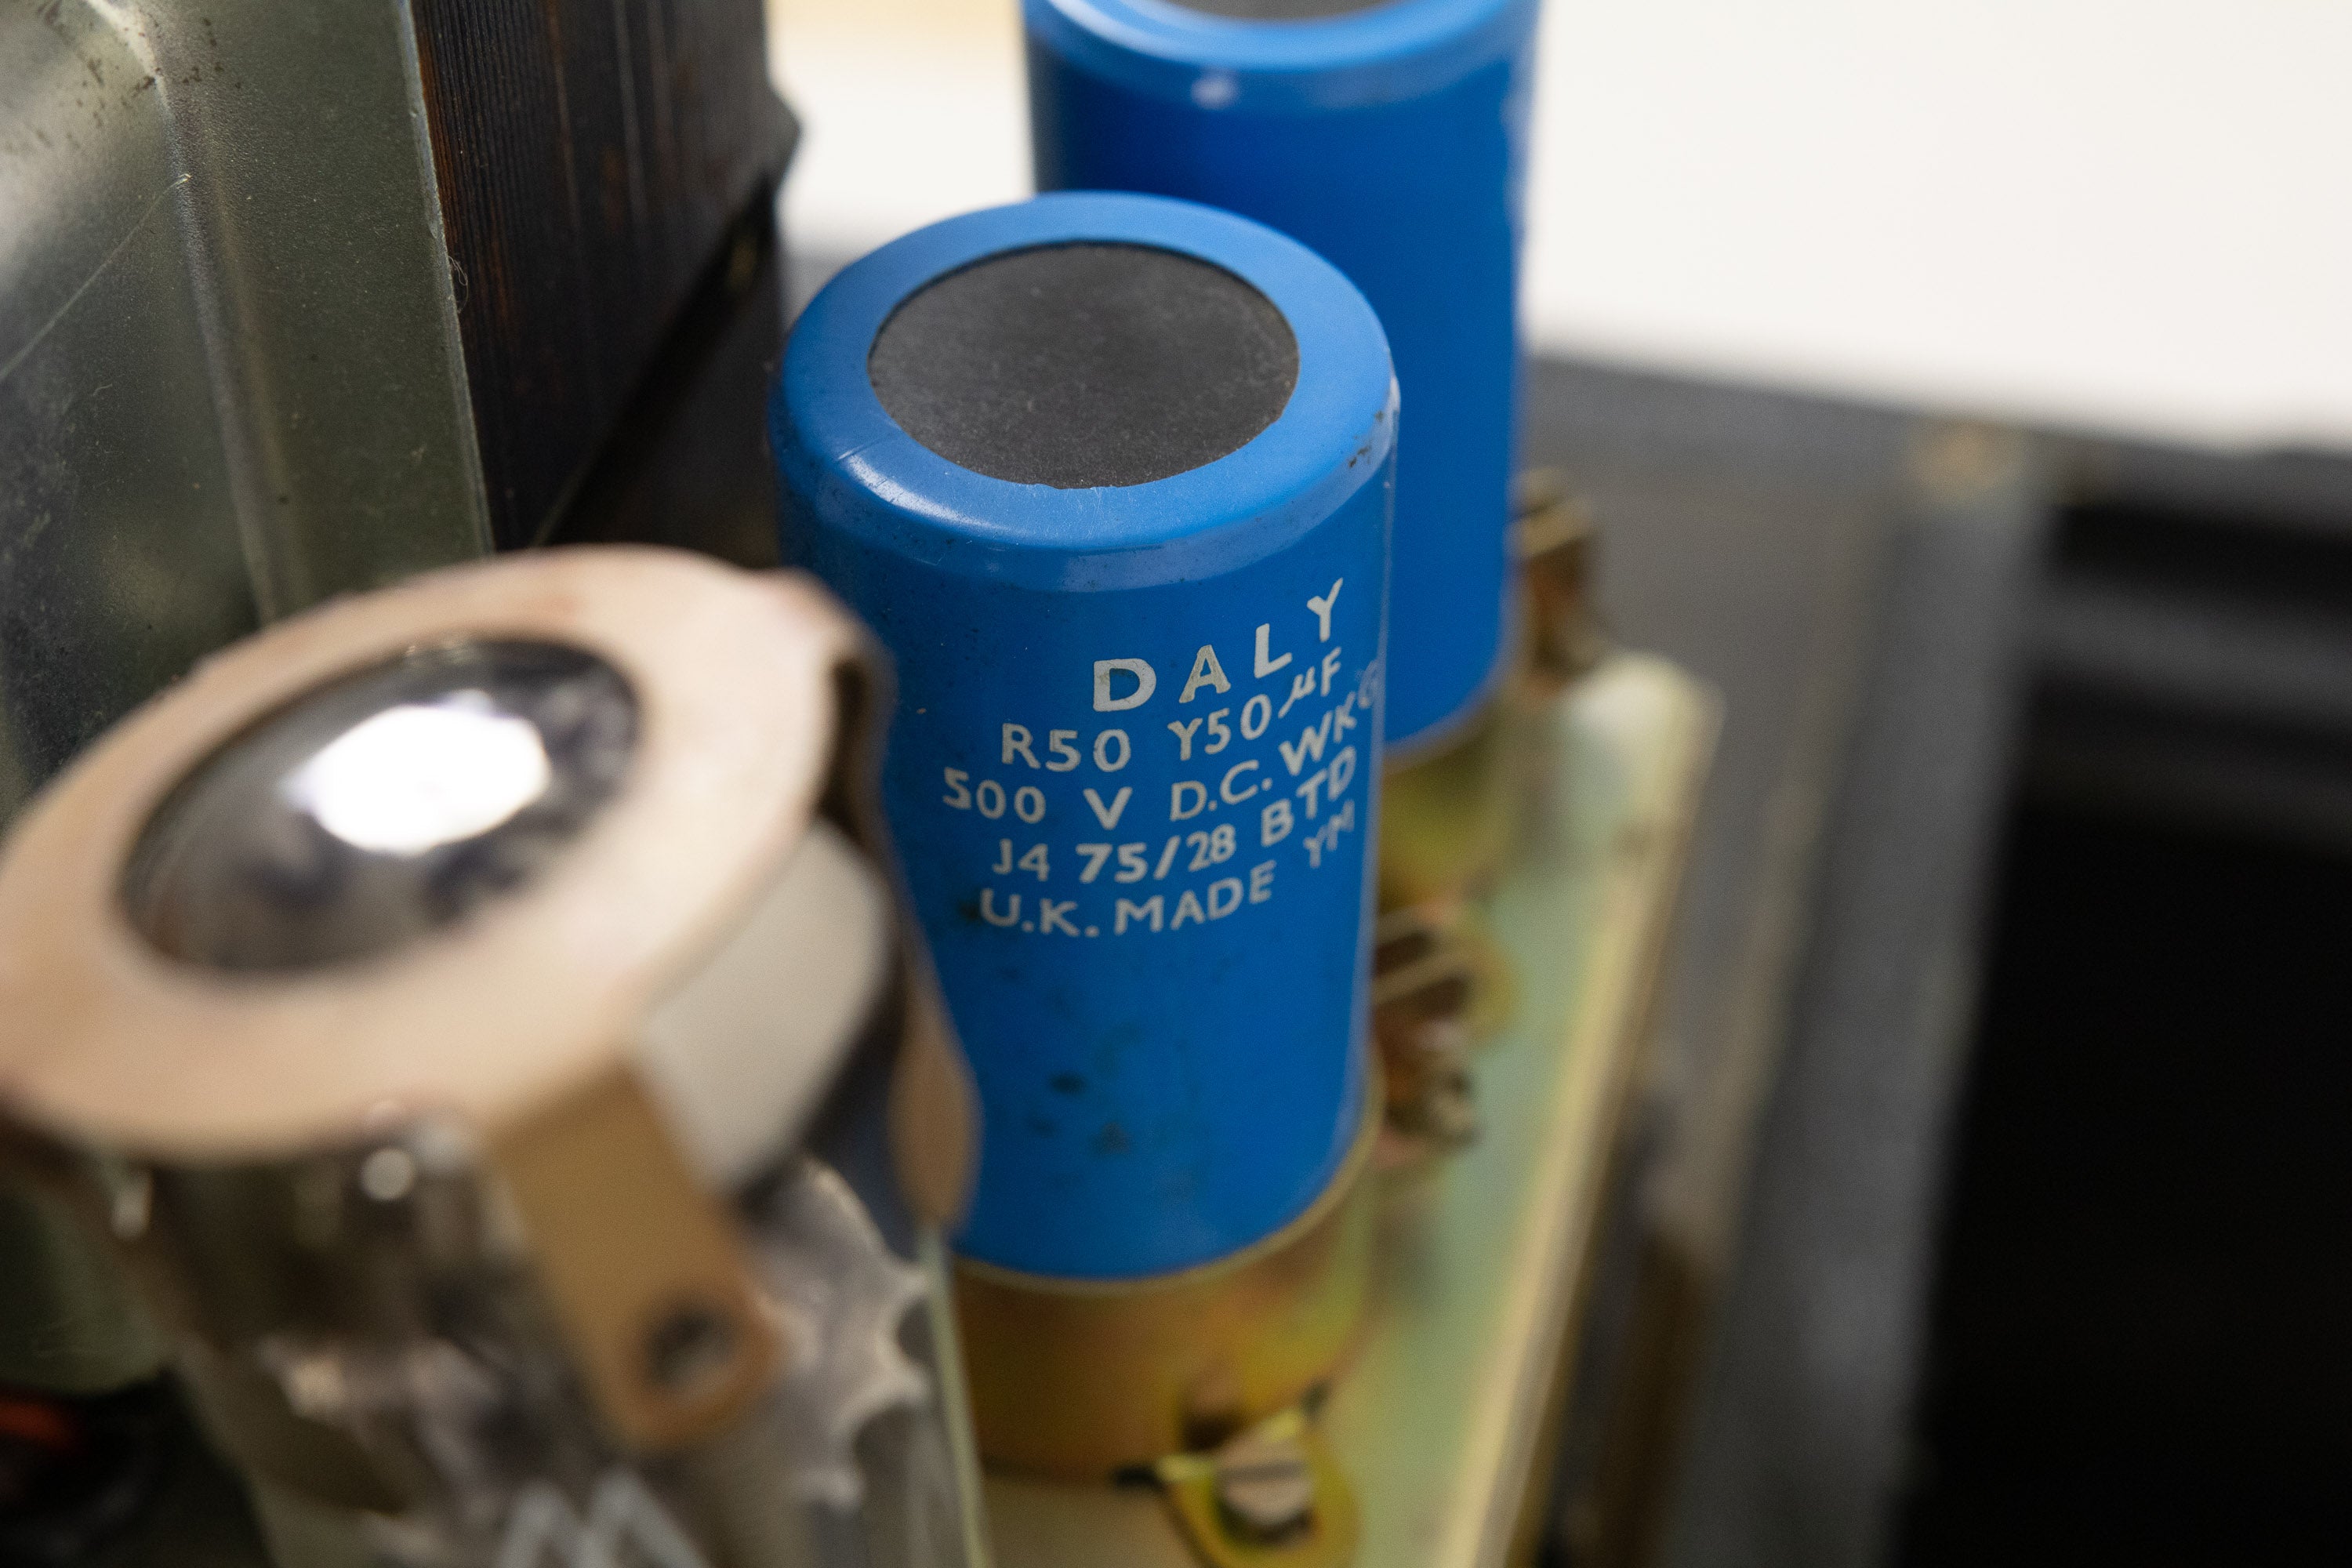 DALY
R50 Y50μF
500 V D.C. WKG
J4 75/28 BTD
U.K. MADE YM